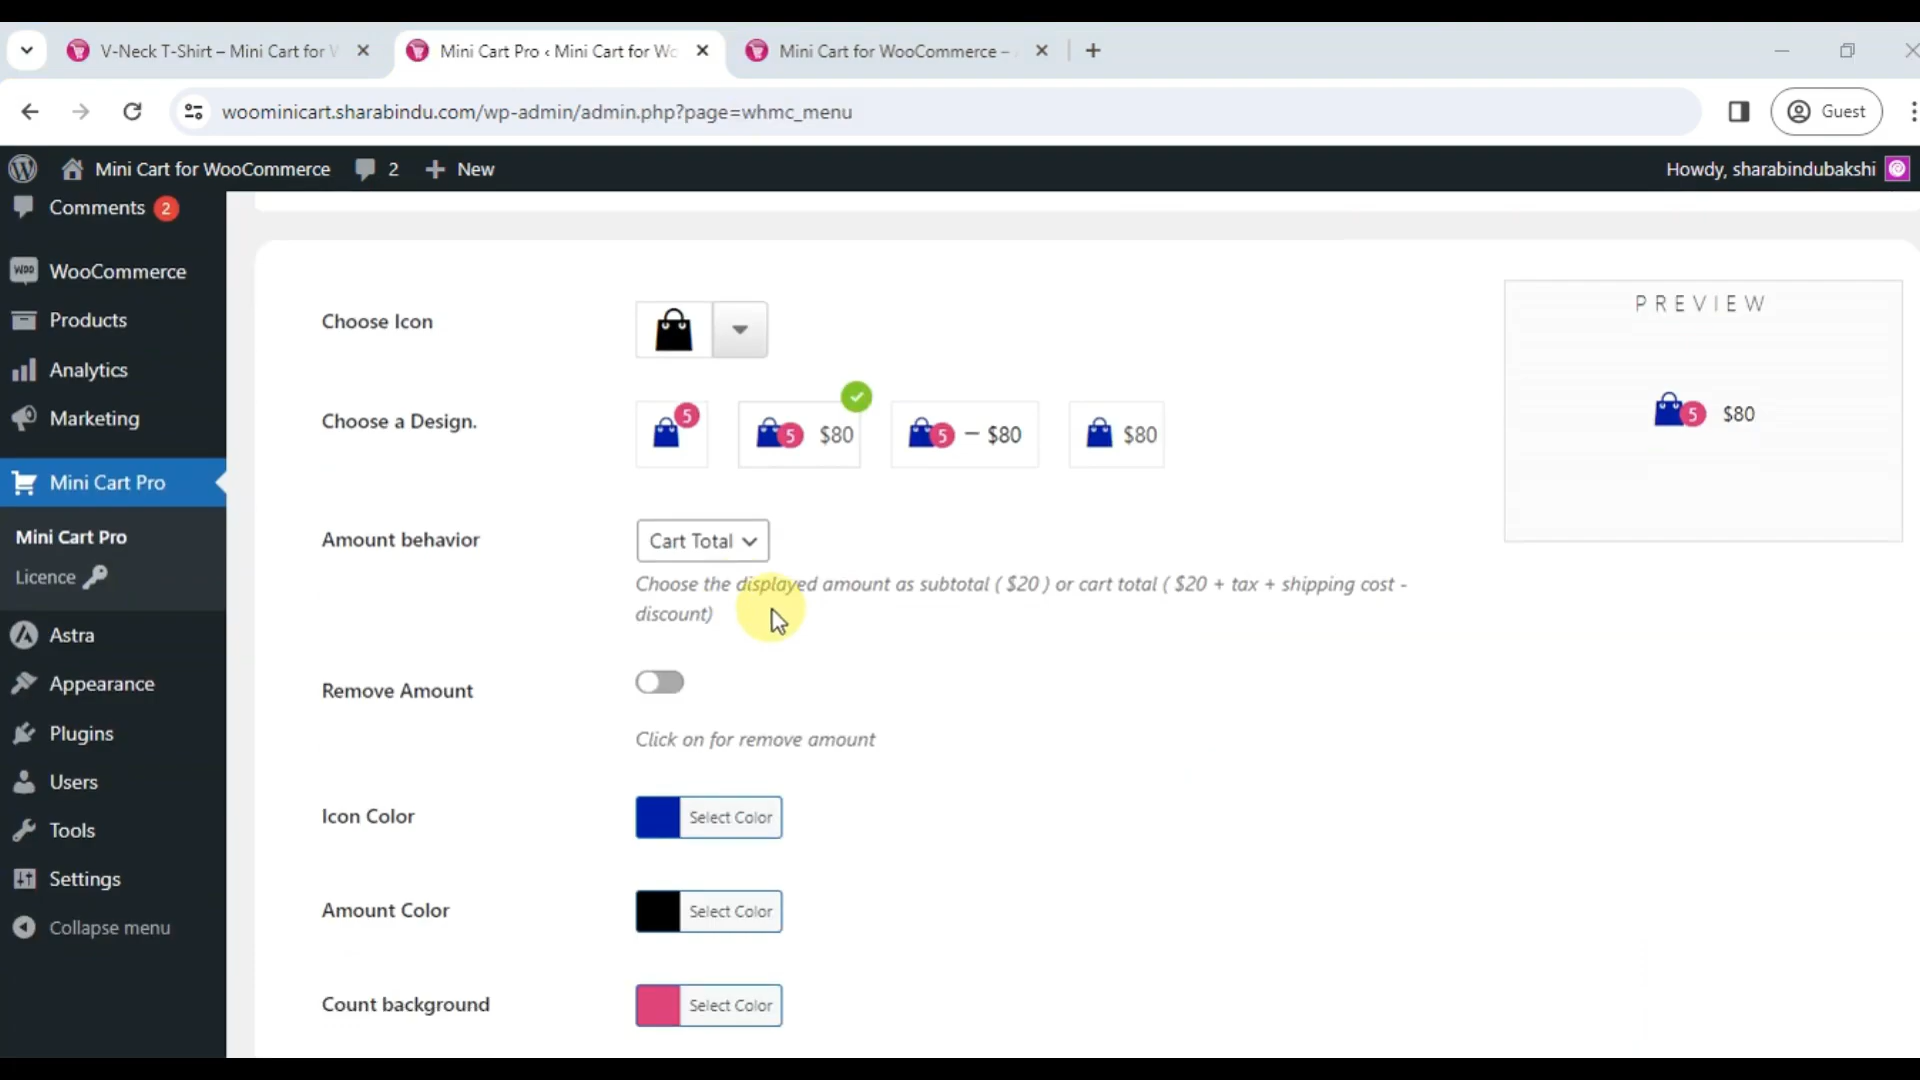 V-Neck T-Shirt – Mini Cart for W
Mini Cart Pro ‹ Mini Cart for Wo
Mini Cart for WooCommerce –
woominicart.sharabindu.com/wp-admin/admin.php?page=whmc_menu
Guest
Mini Cart for WooCommerce
2
New
Howdy, sharabindubakshi
Comments 2
WooCommerce
Products
Analytics
Marketing
Mini Cart Pro
Mini Cart Pro
Licence
Astra
Appearance
Plugins
Users
Tools
Settings
Collapse menu
Choose Icon
Choose a Design.
5
5 $80
5 – $80
$80
Amount behavior
Cart Total
Choose the displayed amount as subtotal ( $20 ) or cart total ( $20 + tax + shipping cost -
discount)
Remove Amount
Click on for remove amount
Icon Color
Select Color
Amount Color
Select Color
Count background
Select Color
PREVIEW
5 $80